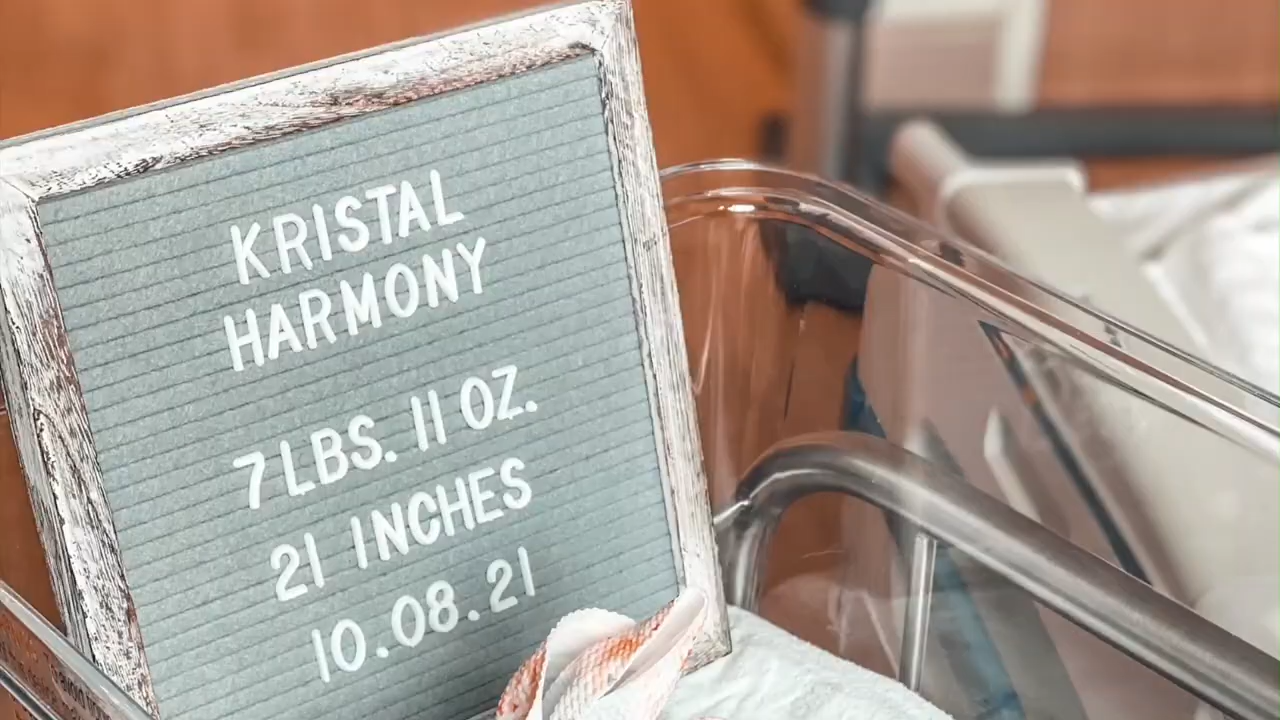 KRISTAL
HARMONY
7 LBS. 11 OZ.
21 INCHES
10.08.21